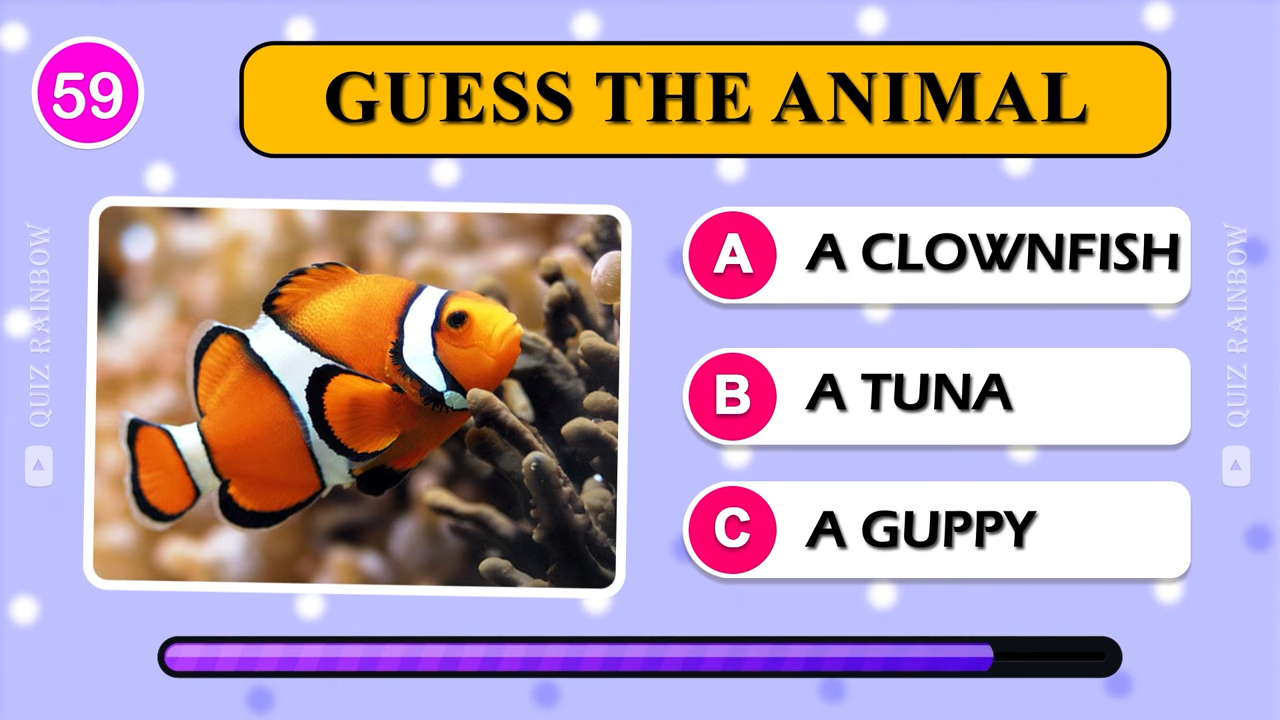 59
GUESS THE ANIMAL
QUIZ RAINBOW
A A CLOWNFISH
B A TUNA
C A GUPPY
QUIZ RAINBOW